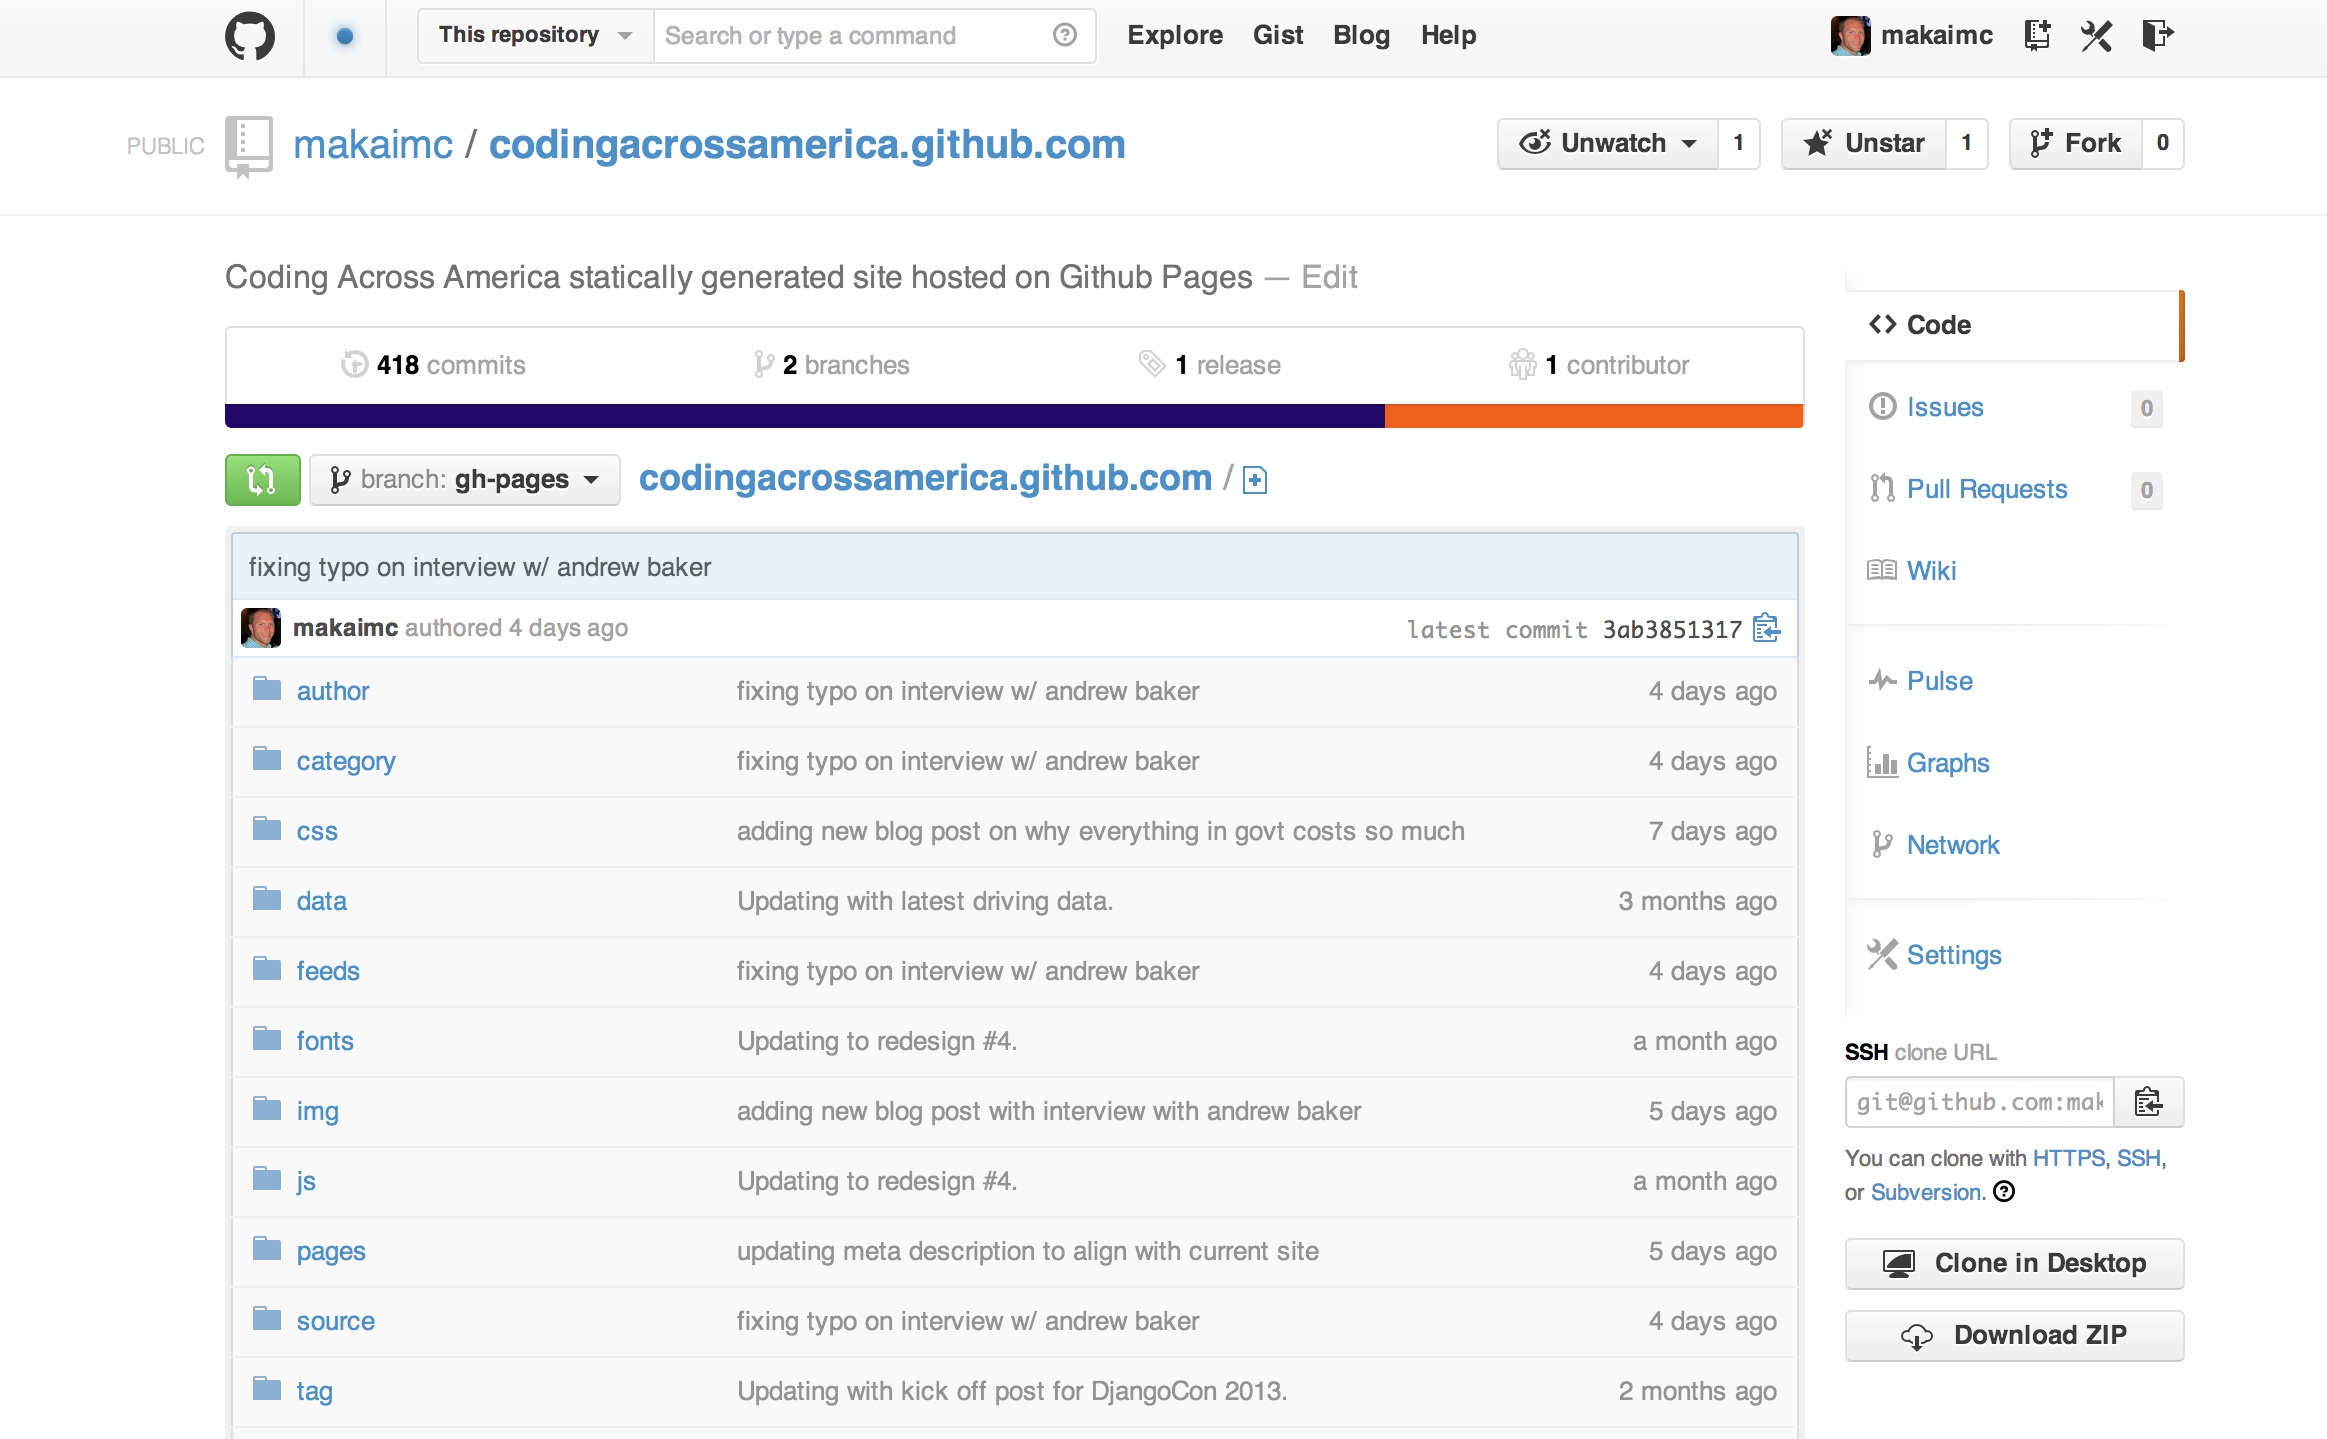 This repository Search or type a command Explore Gist Blog Help makaimc
PUBLIC makaimc / codingacrossamerica.github.com Unwatch 1 Unstar 1 Fork 0
Coding Across America statically generated site hosted on Github Pages — Edit
418 commits 2 branches 1 release 1 contributor
branch: gh-pages codingacrossamerica.github.com /
fixing typo on interview w/ andrew baker
makaimc authored 4 days ago latest commit 3ab3851317
author fixing typo on interview w/ andrew baker 4 days ago
category fixing typo on interview w/ andrew baker 4 days ago
css adding new blog post on why everything in govt costs so much 7 days ago
data Updating with latest driving data. 3 months ago
feeds fixing typo on interview w/ andrew baker 4 days ago
fonts Updating to redesign #4. a month ago
img adding new blog post with interview with andrew baker 5 days ago
js Updating to redesign #4. a month ago
pages updating meta description to align with current site 5 days ago
source fixing typo on interview w/ andrew baker 4 days ago
tag Updating with kick off post for DjangoCon 2013. 2 months ago
Code
Issues 0
Pull Requests 0
Wiki
Pulse
Graphs
Network
Settings
SSH clone URL
git@github.com:mak
You can clone with HTTPS, SSH,
or Subversion.
Clone in Desktop
Download ZIP